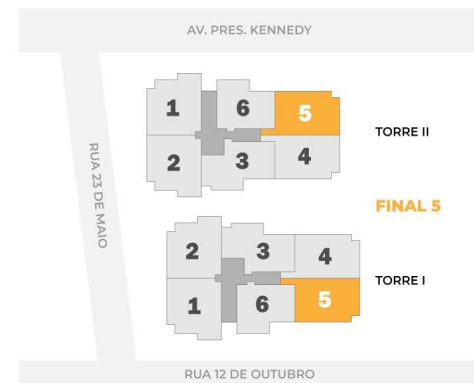 AV. PRES. KENNEDY
1 6 5
TORRE II
2 3 4
RUA 23 DE MAIO
FINAL 5
2 3 4
TORRE I
1 6 5
RUA 12 DE OUTUBRO